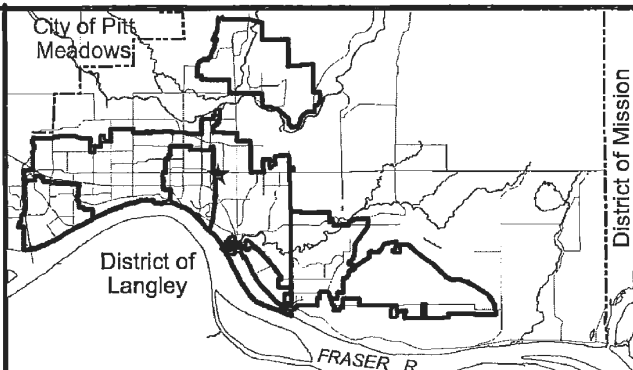 City of Pitt
Meadows
District of Mission
District of
Langley
FRASER R.